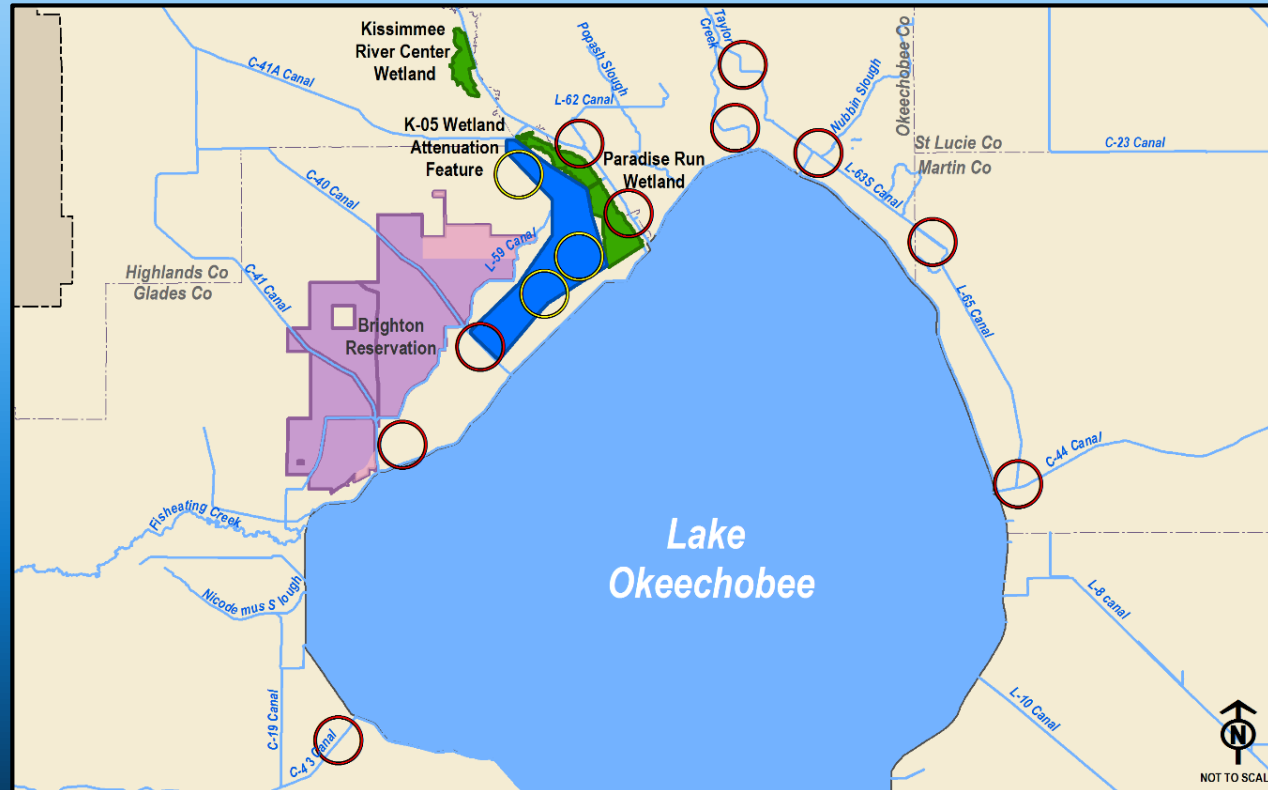 Kissimmee
River Center
Wetland
C-41A Canal
Popash Slough
Taylor
Creek
Nubbin Slough
Okeechobee Co
L-62 Canal
K-05 Wetland
Attenuation
Feature
Paradise Run
Wetland
St Lucie Co
Martin Co
C-23 Canal
L-63S Canal
C-40 Canal
L-59 Canal
Highlands Co
Glades Co
C-41 Canal
L-65 Canal
Brighton
Reservation
C-44 Canal
Fisheating Creek
Lake
Okeechobee
Nicodemus Slough
L-8 canal
L-10 Canal
C-19 Canal
C-43 Canal
N
NOT TO SCAL